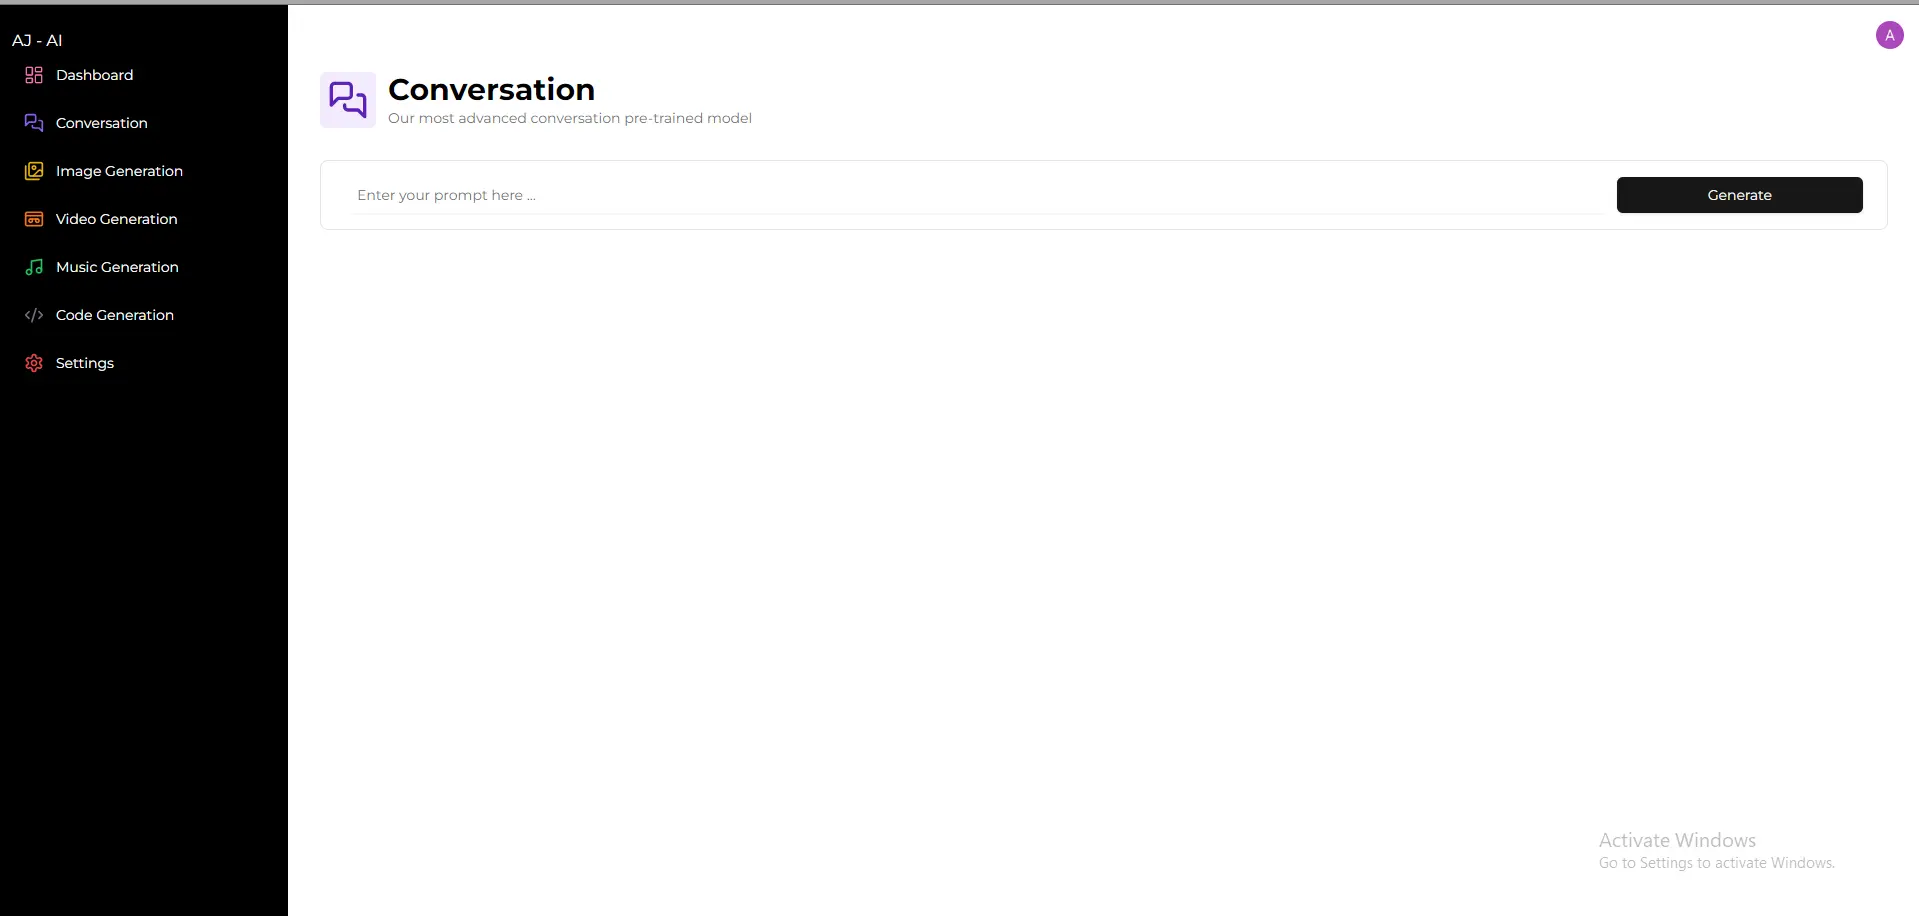 AJ - AI
Dashboard
Conversation
Image Generation
Video Generation
Music Generation
Code Generation
Settings
A
Conversation
Our most advanced conversation pre-trained model
Enter your prompt here ...
Generate
Activate Windows
Go to Settings to activate Windows.